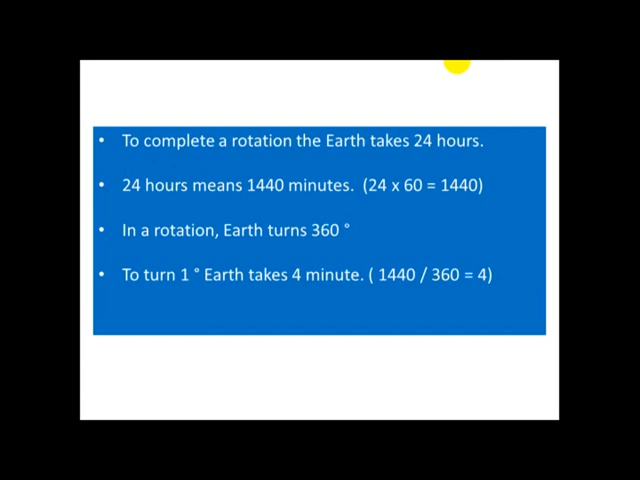 • To complete a rotation the Earth takes 24 hours.
• 24 hours means 1440 minutes.  (24 x 60 = 1440)
• In a rotation, Earth turns 360 °
• To turn 1 ° Earth takes 4 minute. ( 1440 / 360 = 4)